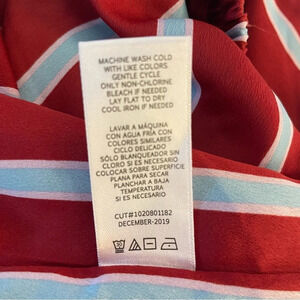 MACHINE WASH COLD
WITH LIKE COLORS
GENTLE CYCLE
ONLY NON-CHLORINE
BLEACH IF NEEDED
LAY FLAT TO DRY
COOL IRON IF NEEDED
LAVAR A MÁQUINA
CON AGUA FRÍA CON
COLORES SIMILARES
CICLO DELICADO
SÓLO BLANQUEADOR SIN
CLORO SI ES NECESARIO
COLOCAR SOBRE SUPERFICIE
PLANA PARA SECAR
PLANCHAR A BAJA
TEMPERATURA
SI ES NECESARIO
CUT#1020801182
DECEMBER-2019